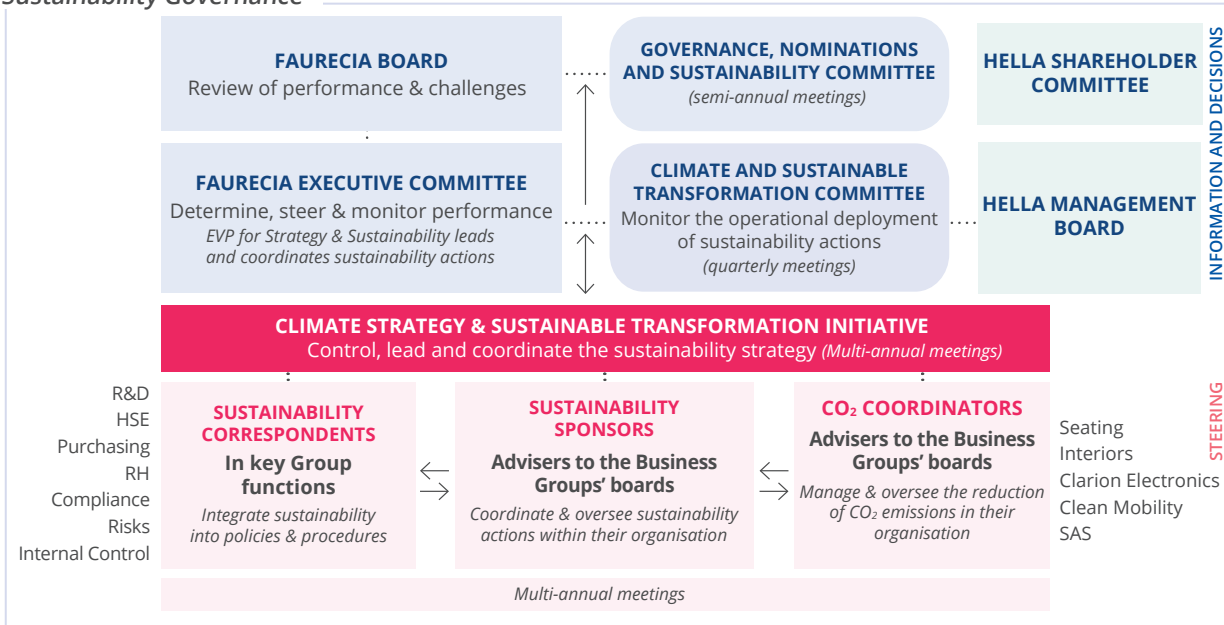 Sustainability Governance
FAURECIA BOARD
Review of performance & challenges
GOVERNANCE, NOMINATIONS
AND SUSTAINABILITY COMMITTEE
(semi-annual meetings)
HELLA SHAREHOLDER
COMMITTEE
FAURECIA EXECUTIVE COMMITTEE
Determine, steer & monitor performance
EVP for Strategy & Sustainability leads
and coordinates sustainability actions
CLIMATE AND SUSTAINABLE
TRANSFORMATION COMMITTEE
Monitor the operational deployment
of sustainability actions
(quarterly meetings)
HELLA MANAGEMENT
BOARD
INFORMATION AND DECISIONS
CLIMATE STRATEGY & SUSTAINABLE TRANSFORMATION INITIATIVE
Control, lead and coordinate the sustainability strategy (Multi-annual meetings)
R&D
HSE
Purchasing
RH
Compliance
Risks
Internal Control
SUSTAINABILITY
CORRESPONDENTS
In key Group
functions
Integrate sustainability
into policies & procedures
SUSTAINABILITY
SPONSORS
Advisers to the Business
Groups’ boards
Coordinate & oversee sustainability
actions within their organisation
CO₂ COORDINATORS
Advisers to the Business
Groups’ boards
Manage & oversee the reduction
of CO₂ emissions in their
organisation
Seating
Interiors
Clarion Electronics
Clean Mobility
SAS
STEERING
Multi-annual meetings